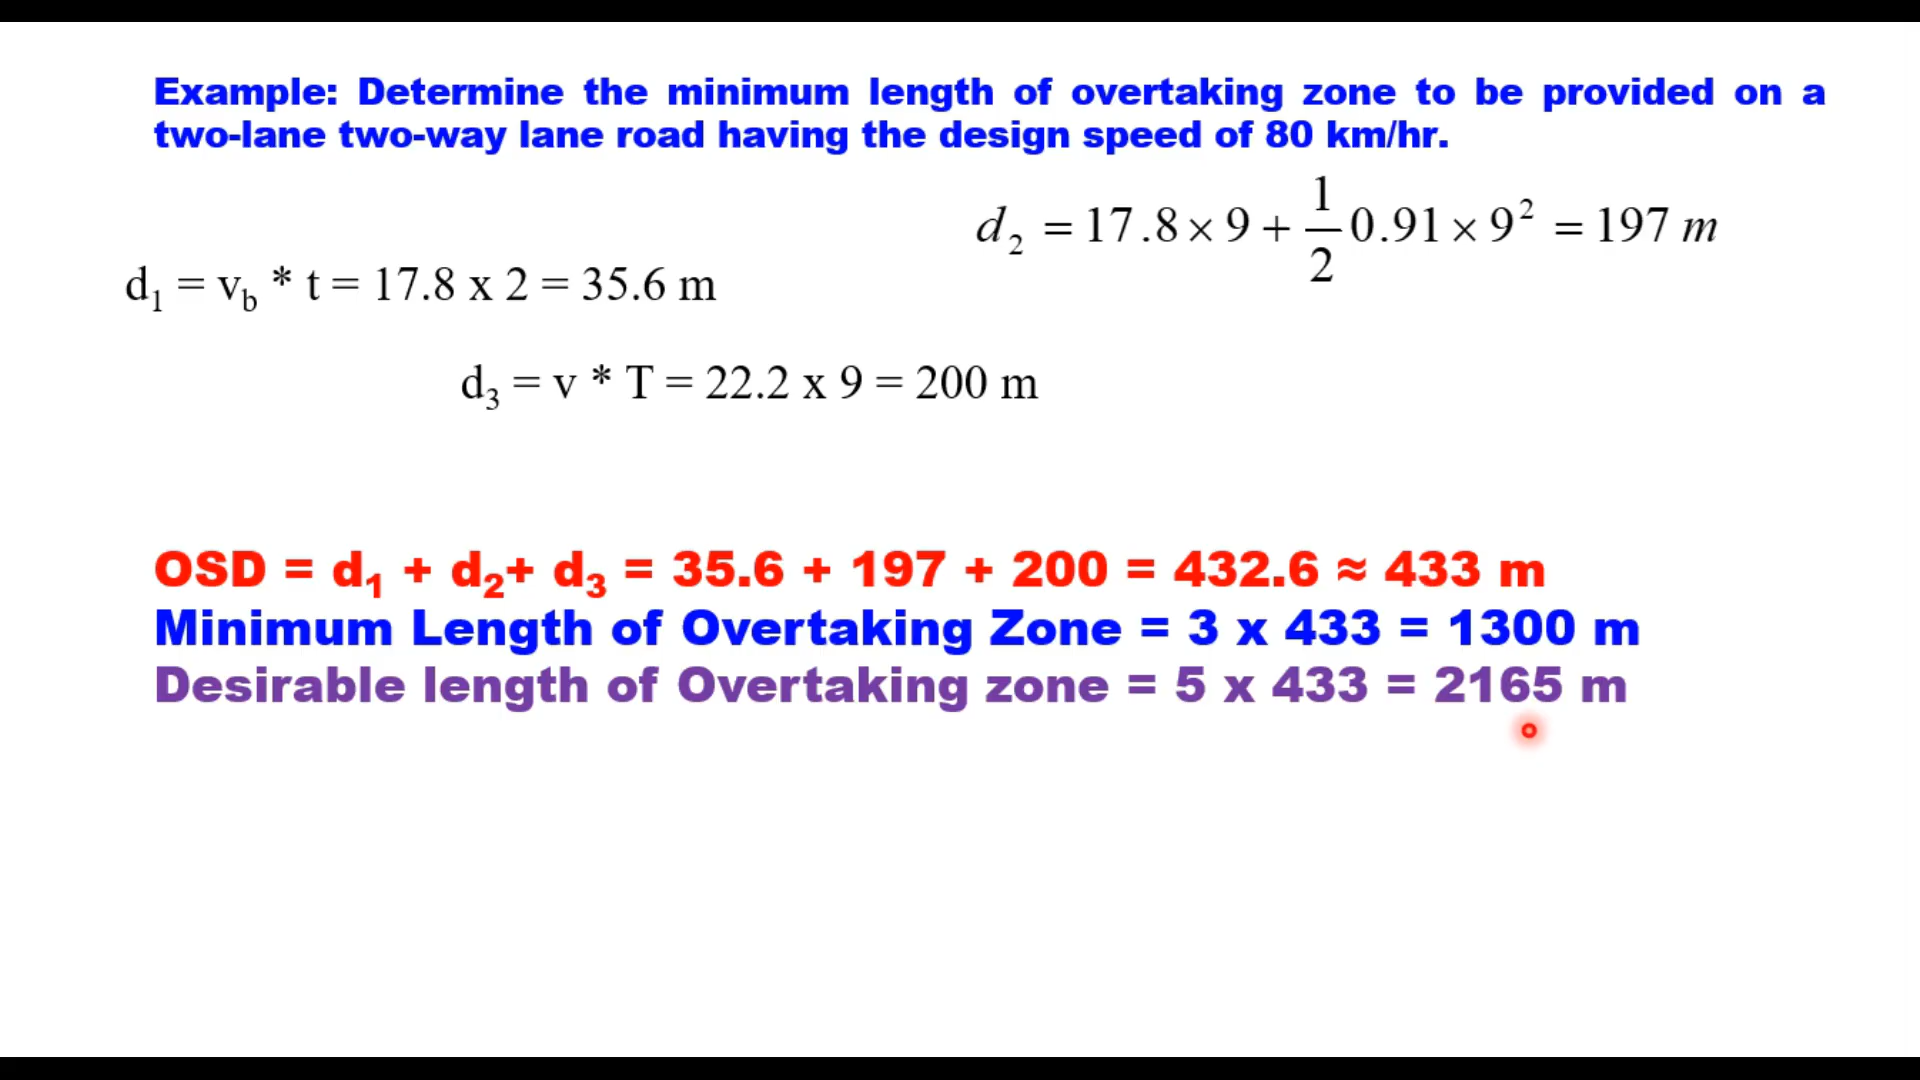 Example: Determine the minimum length of overtaking zone to be provided on a
two-lane two-way lane road having the design speed of 80 km/hr.
d₂ = 17.8 × 9 + 1/2 0.91 × 9² = 197 m
d₁ = v_b * t = 17.8 x 2 = 35.6 m
d₃ = v * T = 22.2 x 9 = 200 m
OSD = d₁ + d₂+ d₃ = 35.6 + 197 + 200 = 432.6 ≈ 433 m
Minimum Length of Overtaking Zone = 3 x 433 = 1300 m
Desirable length of Overtaking zone = 5 x 433 = 2165 m